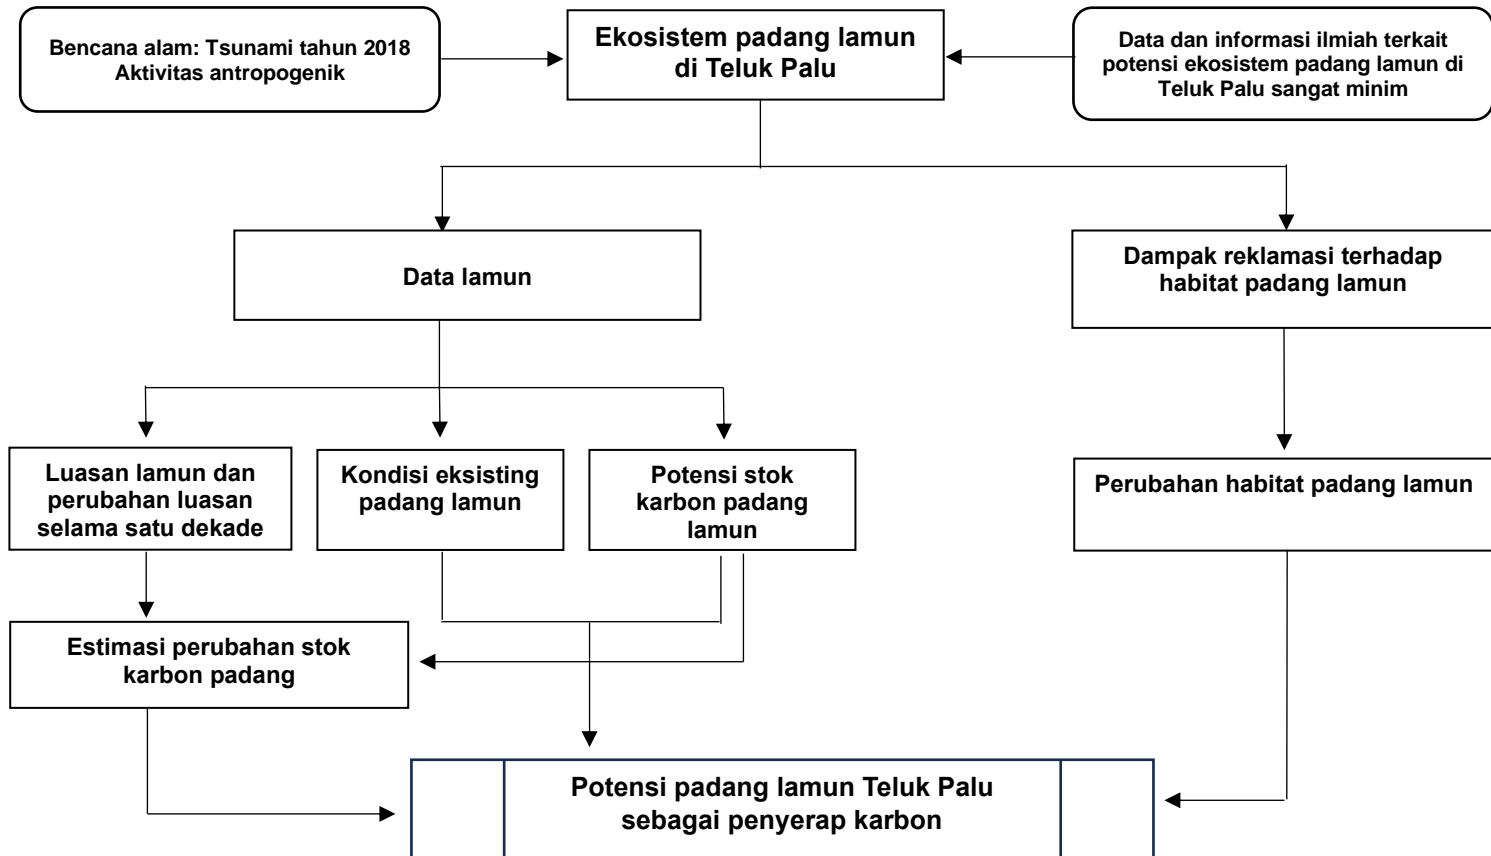 Bencana alam: Tsunami tahun 2018
Aktivitas antropogenik
Ekosistem padang lamun
di Teluk Palu
Data dan informasi ilmiah terkait
potensi ekosistem padang lamun di
Teluk Palu sangat minim
Data lamun
Dampak reklamasi terhadap
habitat padang lamun
Luasan lamun dan
perubahan luasan
selama satu dekade
Kondisi eksisting
padang lamun
Potensi stok
karbon padang
lamun
Perubahan habitat padang lamun
Estimasi perubahan stok
karbon padang
Potensi padang lamun Teluk Palu
sebagai penyerap karbon